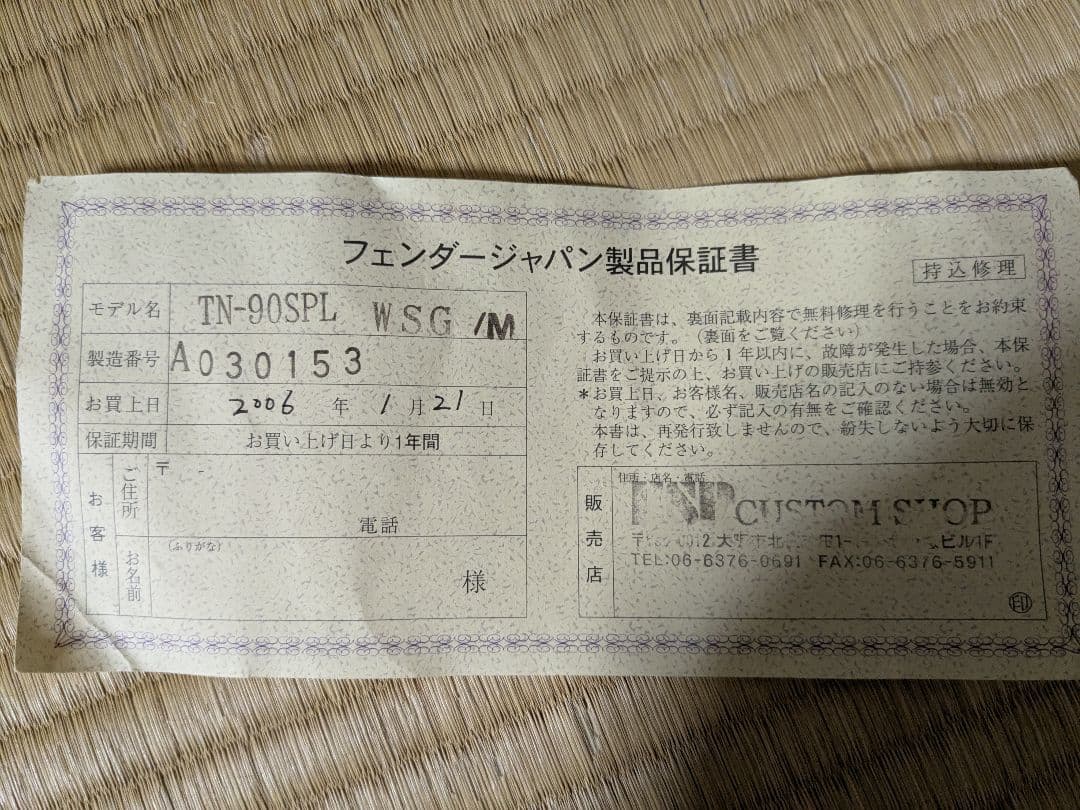 フェンダージャパン製品保証書
持込修理
モデル名 TN-90SPL WSG /M
製造番号 A030153
お買上日 2006 年 1 月 21 日
保証期間 お買い上げ日より1年間
お客様
ご住所 〒 -
電話
(ふりがな)
お名前
様
本保証書は、裏面記載内容で無料修理を行うことをお約束
するものです。(裏面をご覧ください)
お買い上げ日から1年以内に、故障が発生した場合、本保
証書をご提示の上、お買い上げの販売店にご持参ください。
*お買上日、お客様名、販売店名の記入のない場合は無効と
なりますので、必ず記入の有無をご確認ください。
本書は、再発行致しませんので、紛失しないよう大切に保
存してください。
販売店
住所・店名・電話
CUSTOM SHOP
ビル1F
TEL:06-6376-0691 FAX:06-6376-5911
印